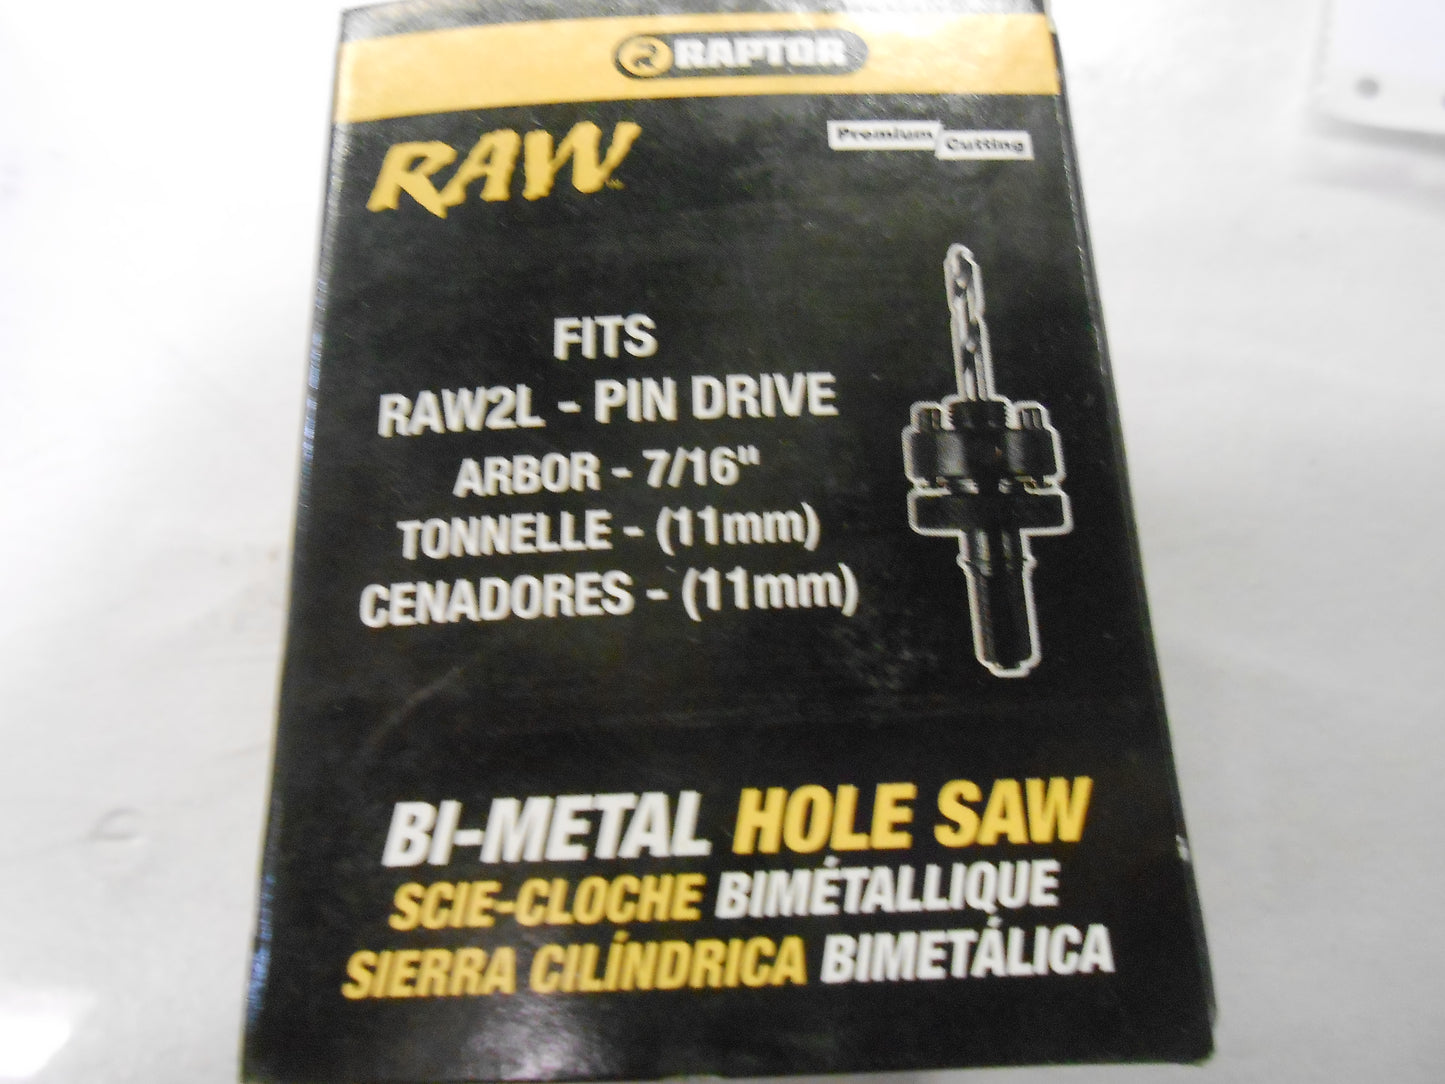 RAPTOR
RAW™
Premium Cutting
FITS
RAW2L - PIN DRIVE
ARBOR - 7/16"
TONNELLE - (11mm)
CENADORES - (11mm)
BI-METAL HOLE SAW
SCIE-CLOCHE BIMÉTALLIQUE
SIERRA CILÍNDRICA BIMETÁLICA